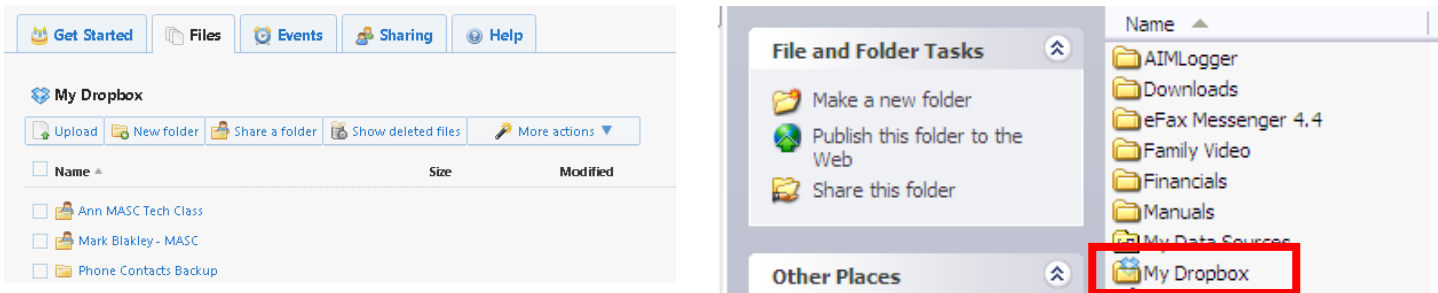 Get Started Files Events Sharing Help
My Dropbox
Upload New folder Share a folder Show deleted files More actions
Name Size Modified
Ann MASC Tech Class
Mark Blakley - MASC
Phone Contacts Backup
File and Folder Tasks
Make a new folder
Publish this folder to the
Web
Share this folder
Other Places
Name
AIMLogger
Downloads
eFax Messenger 4.4
Family Video
Financials
Manuals
My Data Sources
My Dropbox